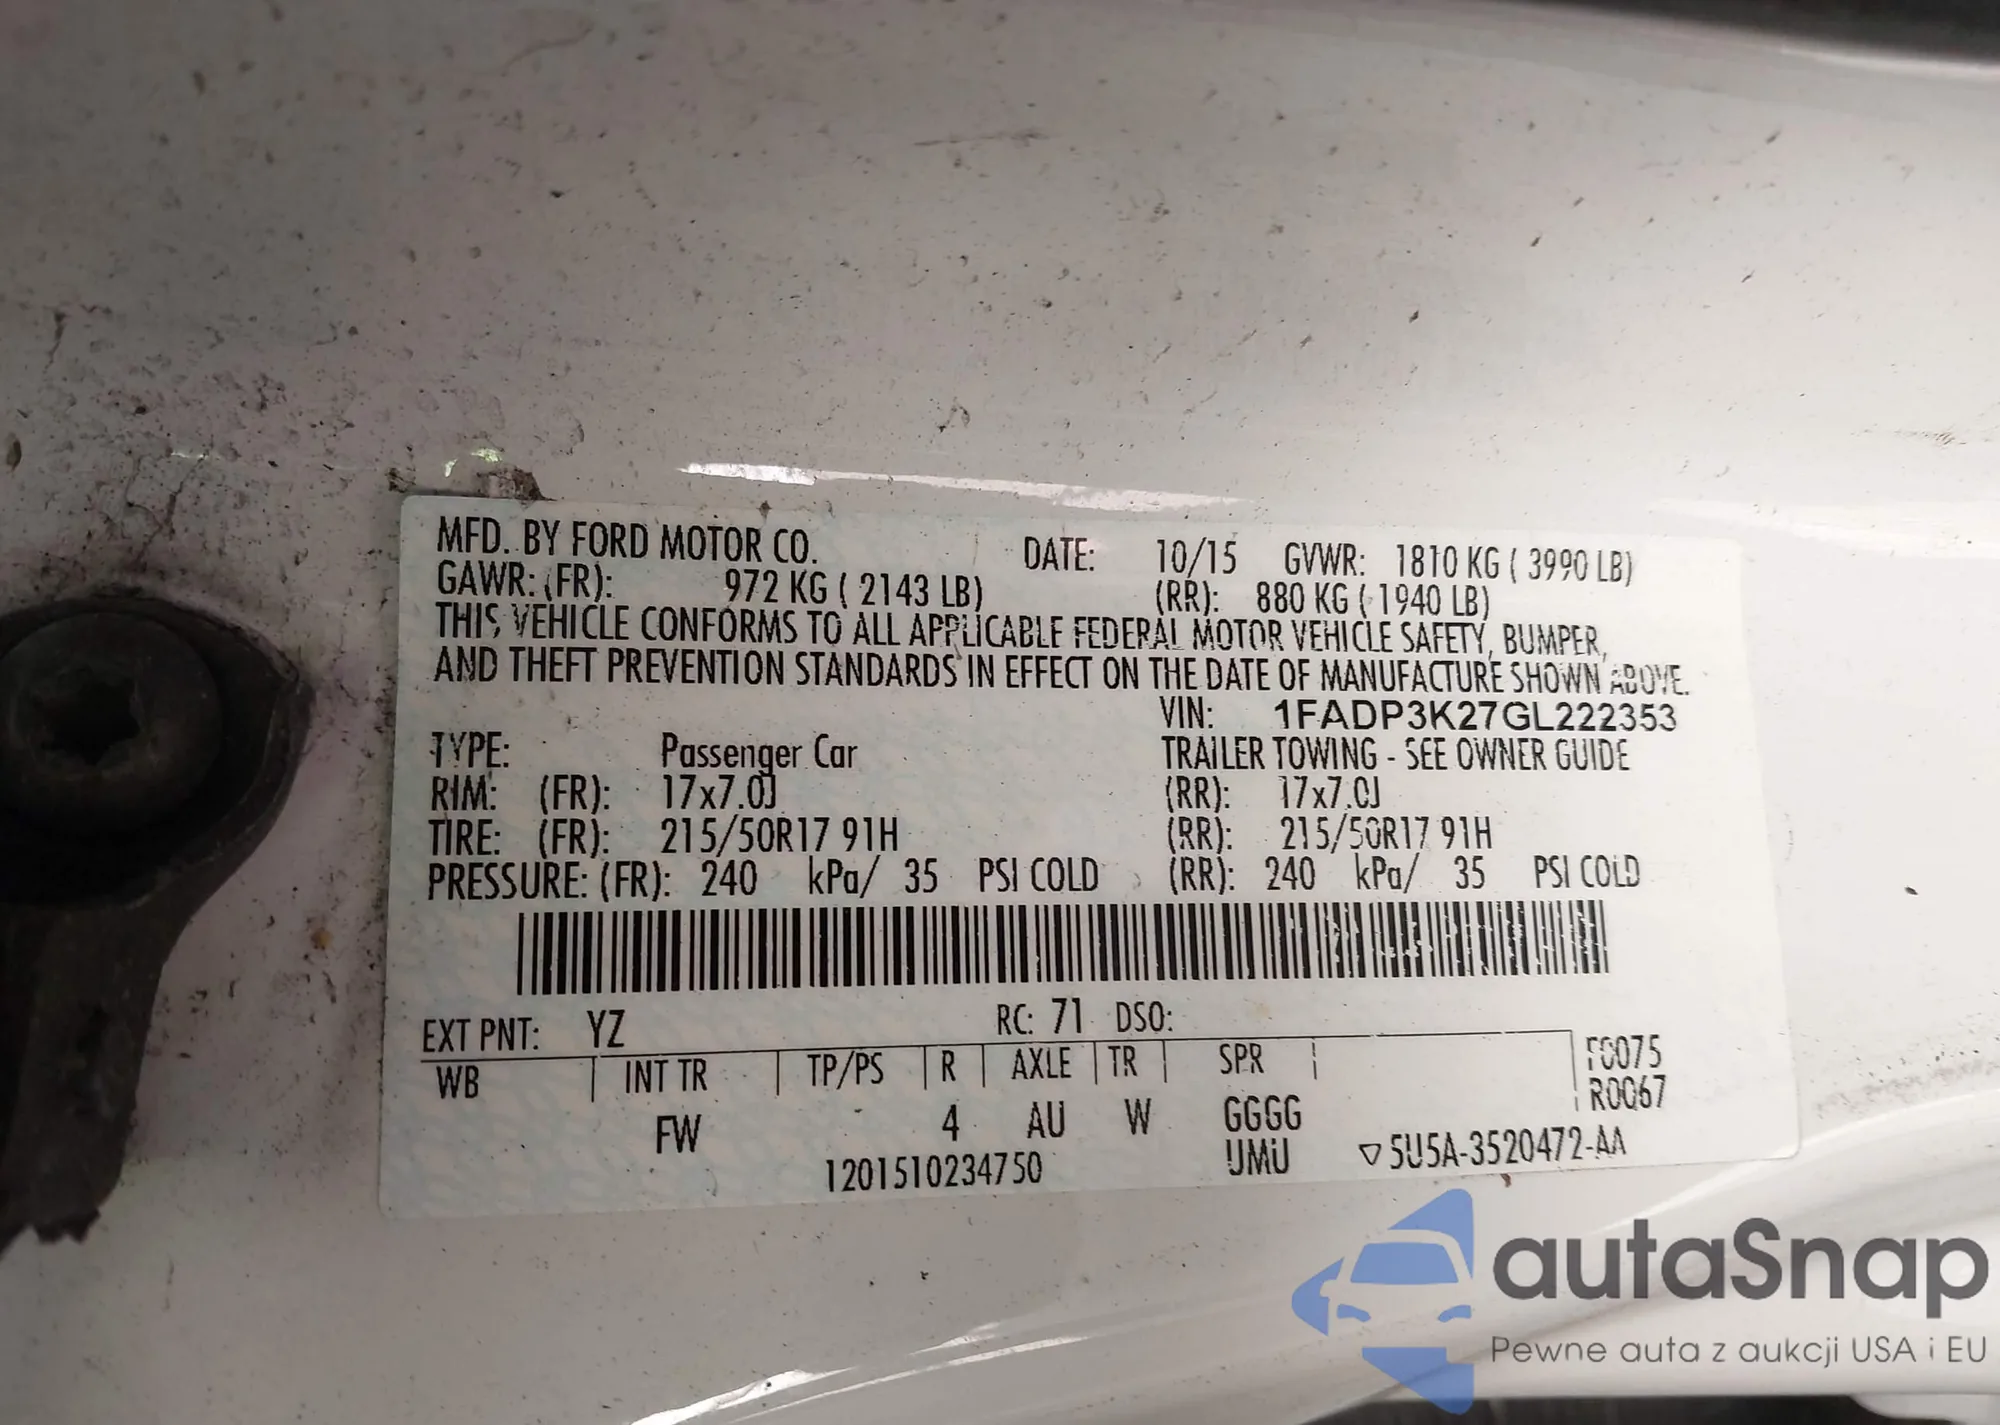 MFD. BY FORD MOTOR CO. DATE: 10/15 GVWR: 1810 KG ( 3990 LB)
GAWR: (FR): 972 KG ( 2143 LB) (RR): 880 KG ( 1940 LB)
THIS VEHICLE CONFORMS TO ALL APPLICABLE FEDERAL MOTOR VEHICLE SAFETY, BUMPER,
AND THEFT PREVENTION STANDARDS IN EFFECT ON THE DATE OF MANUFACTURE SHOWN ABOVE.
VIN: 1FADP3K27GL222353
TYPE: Passenger Car TRAILER TOWING - SEE OWNER GUIDE
RIM: (FR): 17x7.0J (RR): 17x7.0J
TIRE: (FR): 215/50R17 91H (RR): 215/50R17 91H
PRESSURE: (FR): 240 kPa/ 35 PSI COLD (RR): 240 kPa/ 35 PSI COLD
EXT PNT: YZ RC: 71 DSO:
WB INT TR TP/PS R AXLE TR SPR F0075
R0067
FW 4 AU W GGGG
1201510234750 UMU ▽5U5A-3520472-AA
autaSnap
Pewne auta z aukcji USA i EU